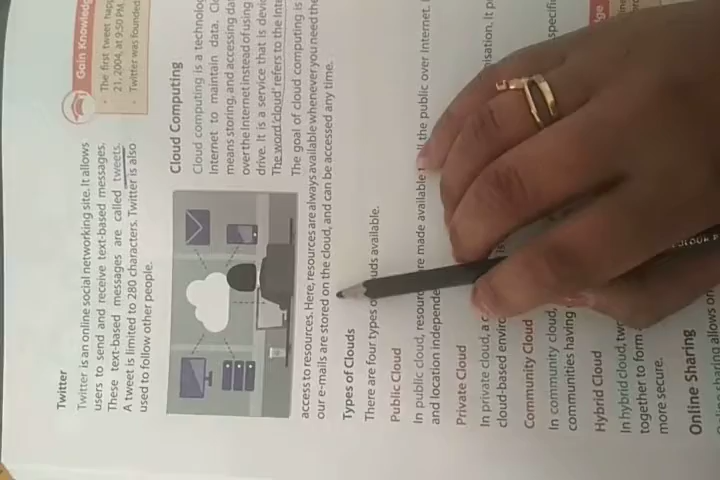 Twitter
Twitter is an online social networking site. It allows
users to send and receive text-based messages.
These text-based messages are called tweets.
A tweet is limited to 280 characters. Twitter is also
used to follow other people.
Gain Knowledg
The first tweet hap
21, 2004, at 9:50 PM.
Twitter was founded
Cloud Computing
Cloud computing is a technolo
Internet to maintain data. Cl
means storing, and accessing da
over the Internet instead of using
drive. It is a service that is devic
The word 'cloud' refers to the Inte
The goal of cloud computing is
access to resources. Here, resources are always available whenever you need the
our e-mails are stored on the cloud, and can be accessed any time.
Types of Clouds
There are four types of clouds available.
Public Cloud
In public cloud, resour re made available all the public over Internet.
and location independe
Private Cloud
In private cloud, a isation. It p
cloud-based enviro
Community Cloud
In community cloud, specifi
communities having
Hybrid Cloud
In hybrid cloud, two
together to form
more secure.
Online Sharing